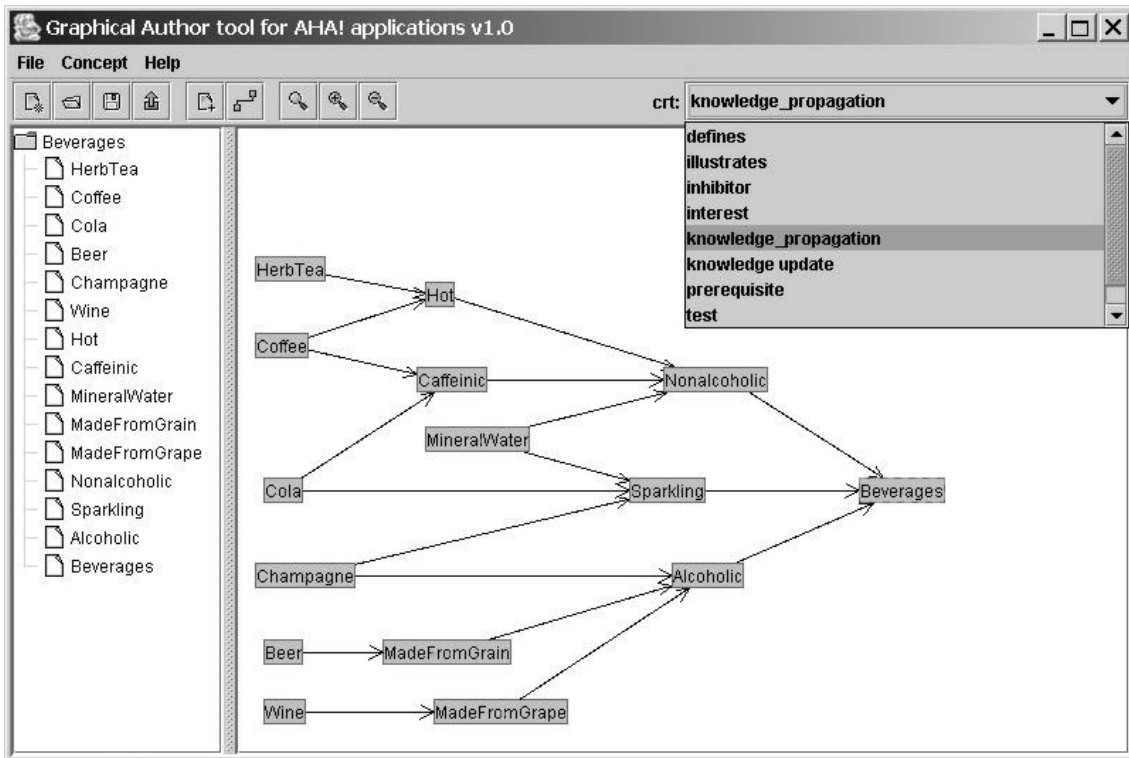 Graphical Author tool for AHA! applications v1.0
File Concept Help
crt: knowledge_propagation
defines
illustrates
inhibitor
interest
knowledge_propagation
knowledge update
prerequisite
test
Beverages
HerbTea
Coffee
Cola
Beer
Champagne
Wine
Hot
Caffeinic
MineralWater
MadeFromGrain
MadeFromGrape
Nonalcoholic
Sparkling
Alcoholic
Beverages
HerbTea
Hot
Coffee
Caffeinic
Nonalcoholic
MineralWater
Cola
Sparkling
Beverages
Champagne
Alcoholic
Beer
MadeFromGrain
Wine
MadeFromGrape